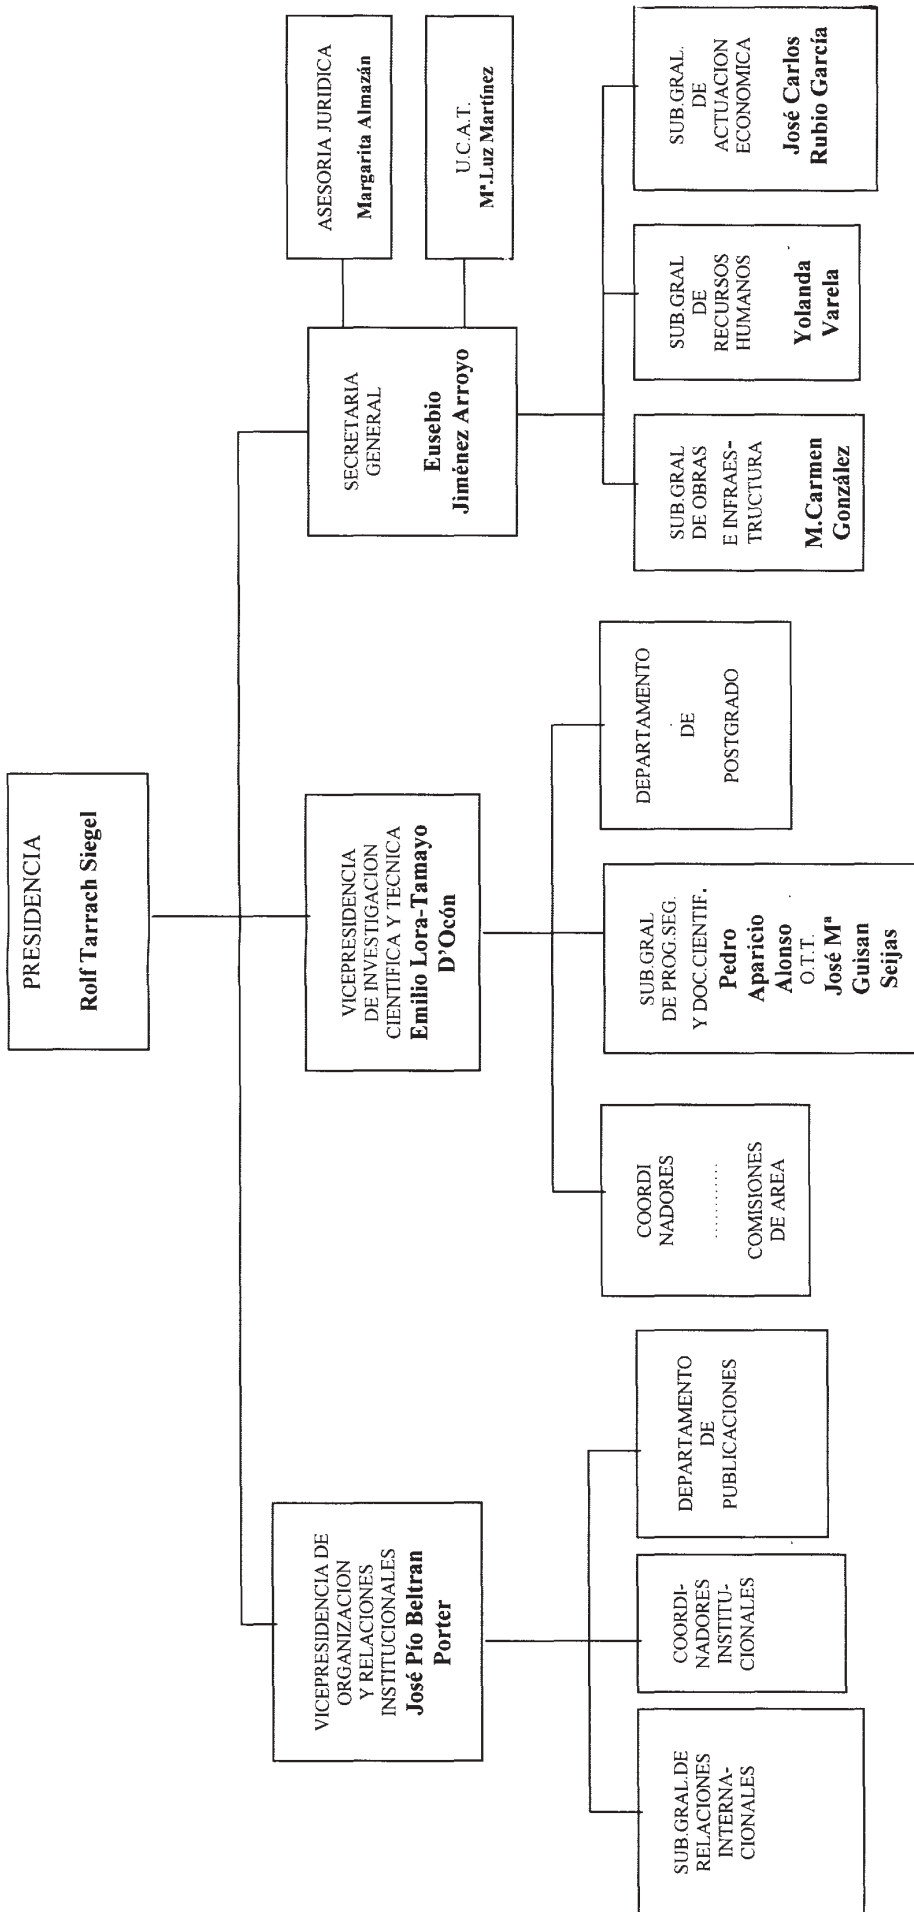 PRESIDENCIA
Rolf Tarrach Siegel
VICEPRESIDENCIA DE
ORGANIZACION
Y RELACIONES
INSTITUCIONALES
José Pío Beltran
Porter
VICEPRESIDENCIA
DE INVESTIGACION
CIENTIFICA Y TECNICA
Emilio Lora-Tamayo
D'Ocón
SECRETARIA
GENERAL
Eusebio
Jiménez Arroyo
ASESORIA JURIDICA
Margarita Almazán
U.C.A.T.
Mª.Luz Martínez
SUB.GRAL.DE
RELACIONES
INTERNA-
CIONALES
COORDI-
NADORES
INSTITU-
CIONALES
DEPARTAMENTO
DE
PUBLICACIONES
COORDI
NADORES
............
COMISIONES
DE AREA
SUB.GRAL
DE PROG.SEG.
Y DOC.CIENTIF.
Pedro
Aparicio
Alonso
O.T.T.
José Mª
Guisan
Seijas
DEPARTAMENTO
DE
POSTGRADO
SUB.GRAL
DE OBRAS
E INFRAES-
TRUCTURA
M.Carmen
González
SUB.GRAL
DE
RECURSOS
HUMANOS
Yolanda
Varela
SUB.GRAL.
DE
ACTUACION
ECONOMICA
José Carlos
Rubio García